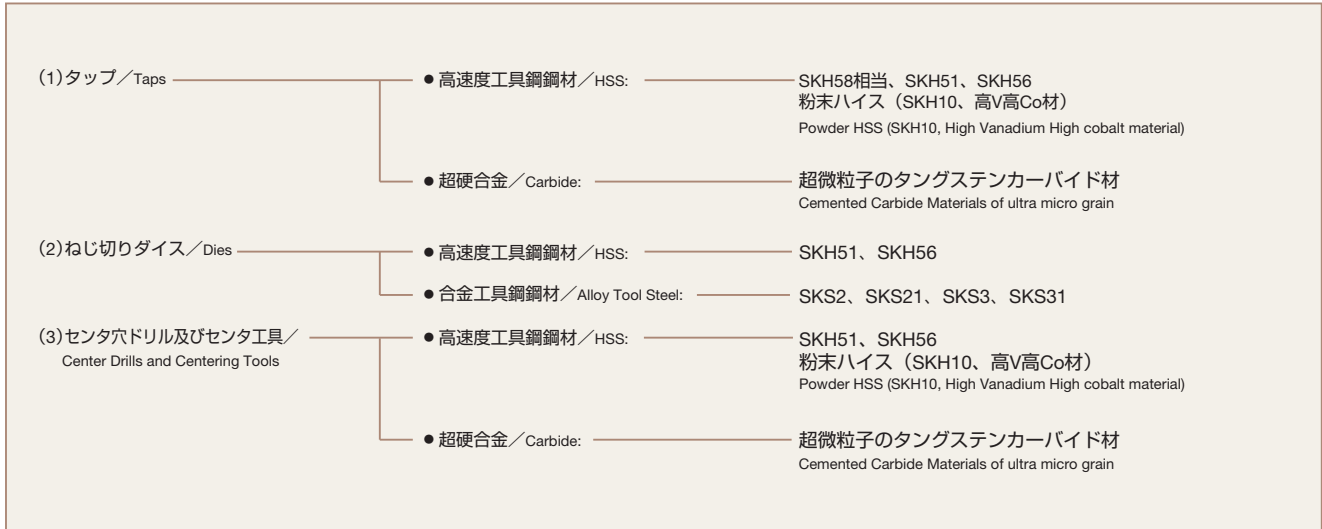 (1)タップ／Taps
● 高速度工具鋼鋼材／HSS:
SKH58相当、SKH51、SKH56
粉末ハイス（SKH10、高V高Co材）
Powder HSS (SKH10, High Vanadium High cobalt material)
● 超硬合金／Carbide:
超微粒子のタングステンカーバイド材
Cemented Carbide Materials of ultra micro grain
(2)ねじ切りダイス／Dies
● 高速度工具鋼鋼材／HSS:
SKH51、SKH56
● 合金工具鋼鋼材／Alloy Tool Steel:
SKS2、SKS21、SKS3、SKS31
(3)センタ穴ドリル及びセンタ工具／
Center Drills and Centering Tools
● 高速度工具鋼鋼材／HSS:
SKH51、SKH56
粉末ハイス（SKH10、高V高Co材）
Powder HSS (SKH10, High Vanadium High cobalt material)
● 超硬合金／Carbide:
超微粒子のタングステンカーバイド材
Cemented Carbide Materials of ultra micro grain